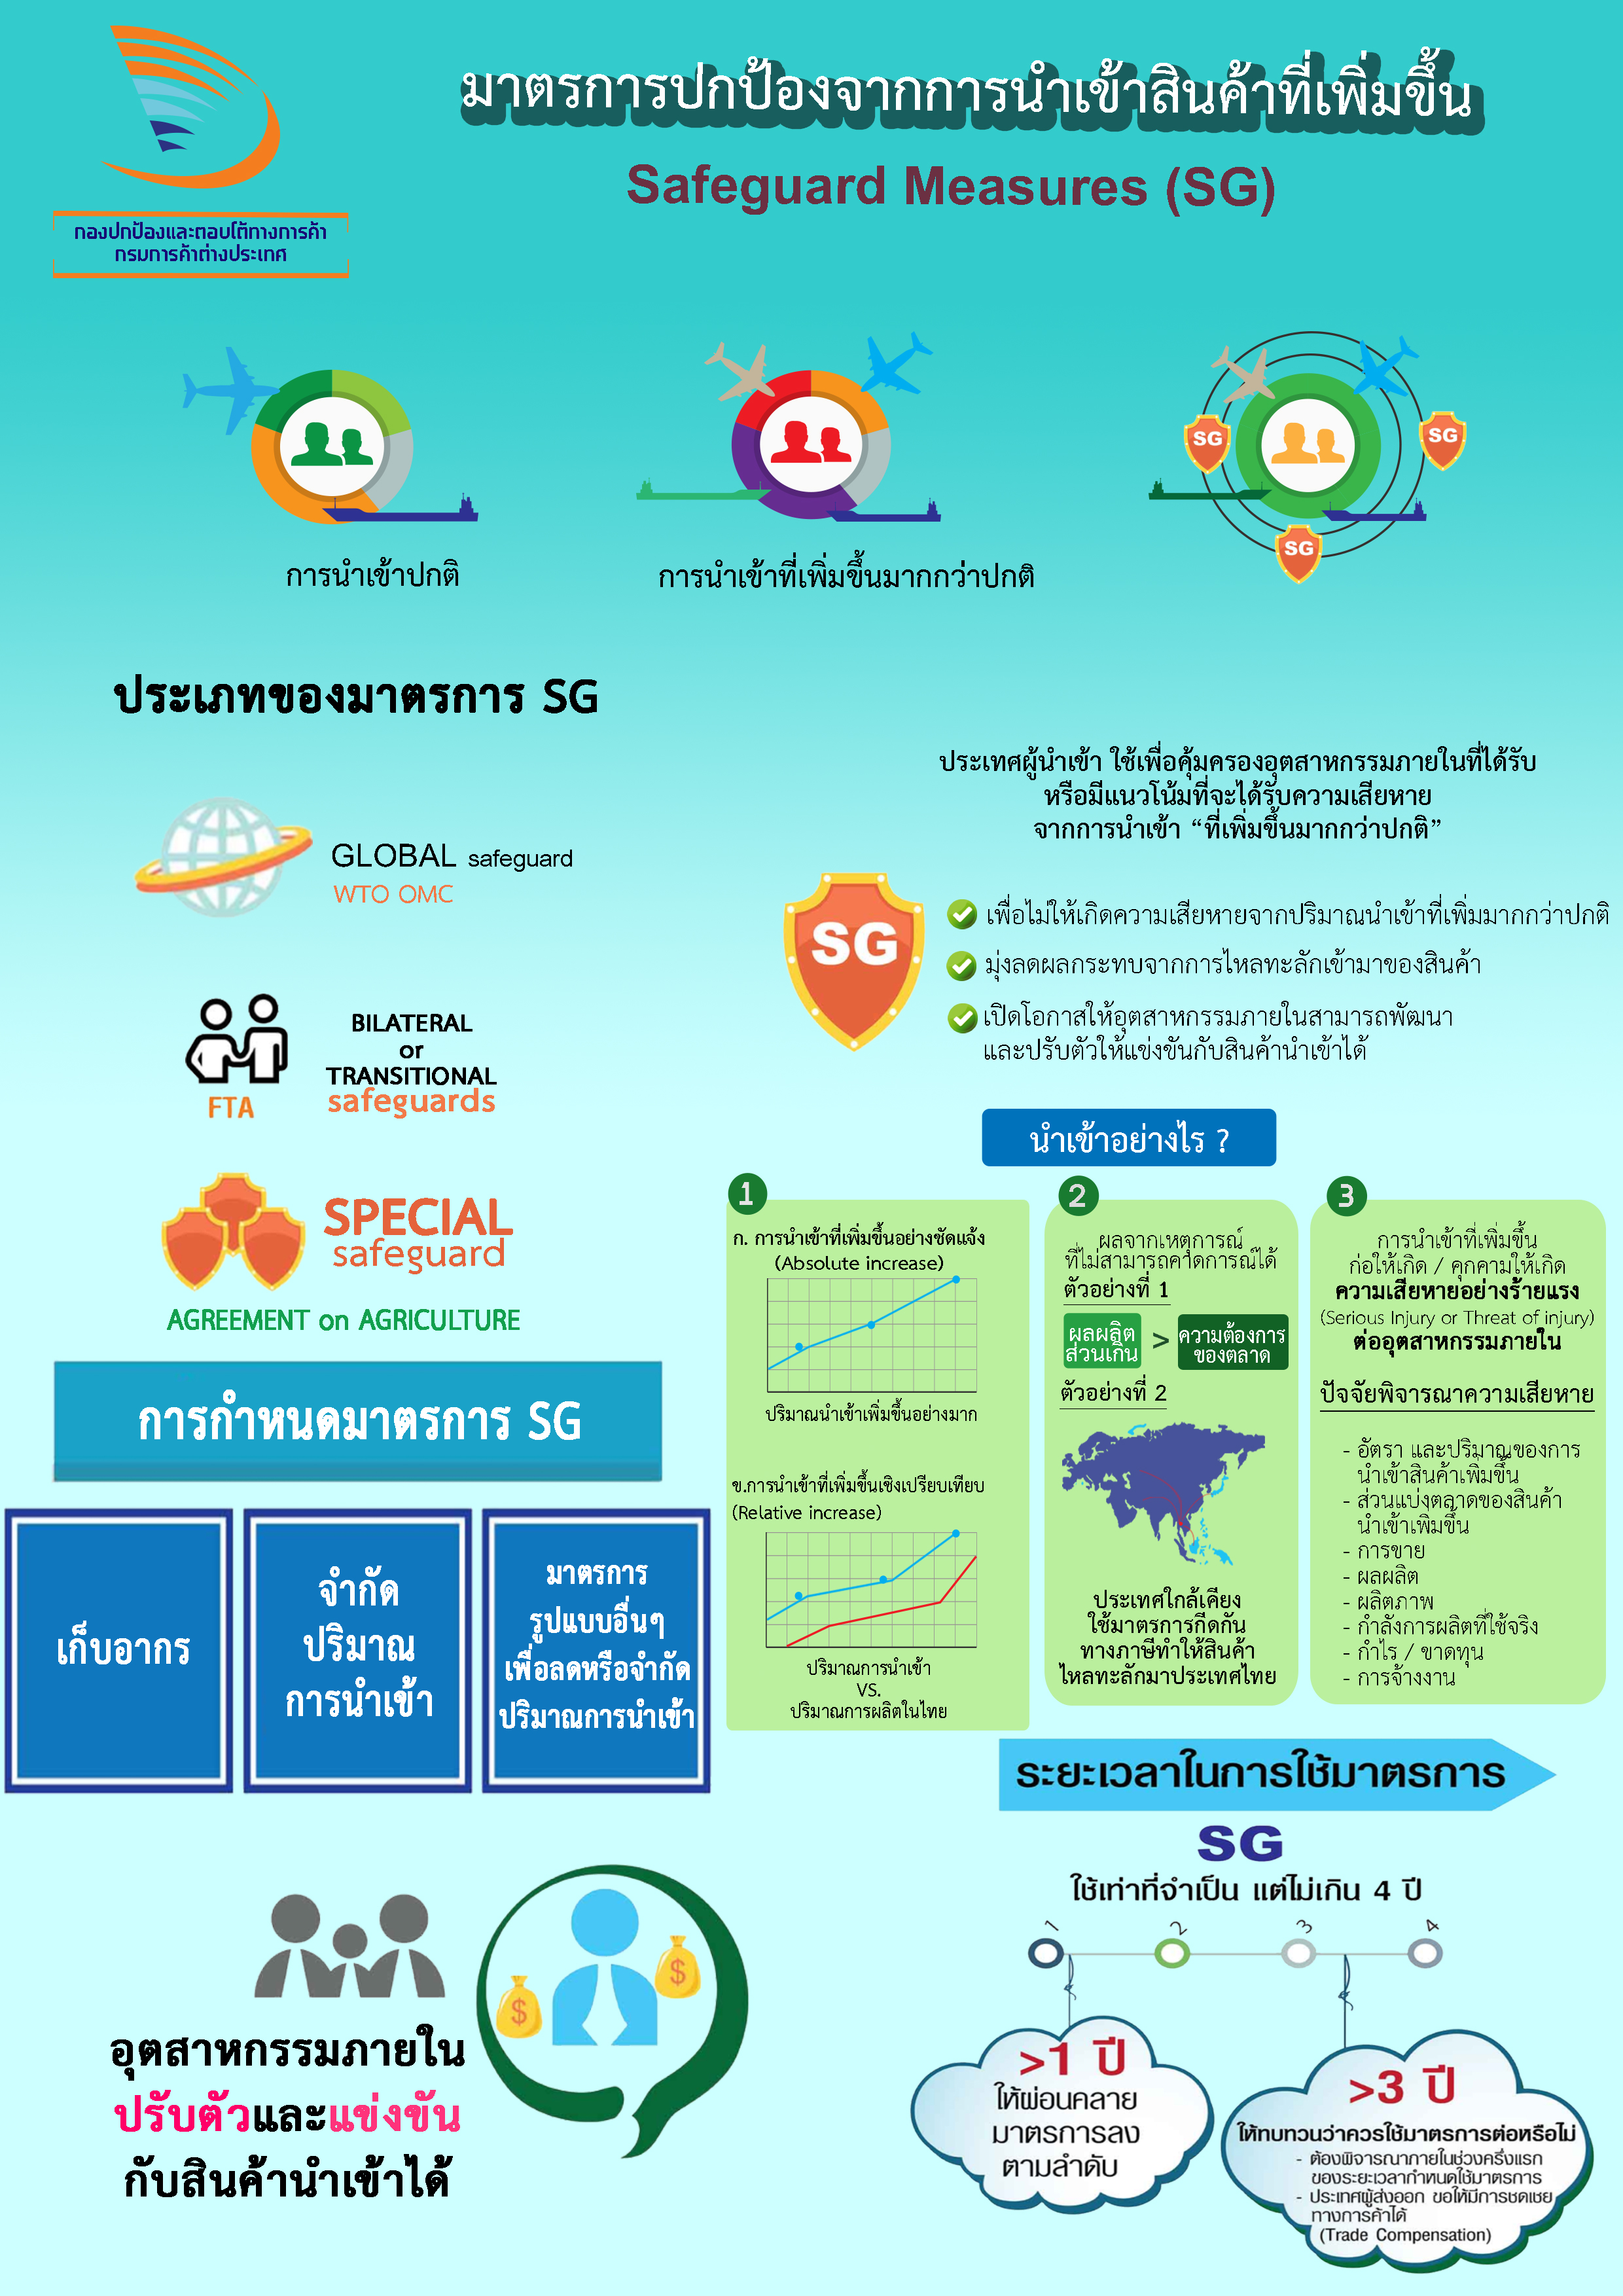 มาตรการปกป้องจากการนำเข้าสินค้าที่เพิ่มขึ้น
Safeguard Measures (SG)
กองปกป้องและตอบโต้ทางการค้า
กรมการค้าต่างประเทศ
การนำเข้าปกติ
การนำเข้าที่เพิ่มขึ้นมากกว่าปกติ
SG
SG
SG
ประเภทของมาตรการ SG
GLOBAL safeguard
WTO OMC
FTA
BILATERAL
or
TRANSITIONAL
safeguards
SPECIAL
safeguard
AGREEMENT on AGRICULTURE
ประเทศผู้นำเข้า ใช้เพื่อคุ้มครองอุตสาหกรรมภายในที่ได้รับ
หรือมีแนวโน้มที่จะได้รับความเสียหาย
จากการนำเข้า “ที่เพิ่มขึ้นมากกว่าปกติ”
SG
เพื่อไม่ให้เกิดความเสียหายจากปริมาณนำเข้าที่เพิ่มมากกว่าปกติ
มุ่งลดผลกระทบจากการไหลทะลักเข้ามาของสินค้า
เปิดโอกาสให้อุตสาหกรรมภายในสามารถพัฒนา
และปรับตัวให้แข่งขันกับสินค้านำเข้าได้
นำเข้าอย่างไร ?
1
ก. การนำเข้าที่เพิ่มขึ้นอย่างชัดแจ้ง
(Absolute increase)
ปริมาณนำเข้าเพิ่มขึ้นอย่างมาก
ข.การนำเข้าที่เพิ่มขึ้นเชิงเปรียบเทียบ
(Relative increase)
ปริมาณการนำเข้า
VS.
ปริมาณการผลิตในไทย
2
ผลจากเหตุการณ์
ที่ไม่สามารถคาดการณ์ได้
ตัวอย่างที่ 1
ผลผลิต
ส่วนเกิน
>
ความต้องการ
ของตลาด
ตัวอย่างที่ 2
ประเทศใกล้เคียง
ใช้มาตรการกีดกัน
ทางภาษีทำให้สินค้า
ไหลทะลักมาประเทศไทย
3
การนำเข้าที่เพิ่มขึ้น
ก่อให้เกิด / คุกคามให้เกิด
ความเสียหายอย่างร้ายแรง
(Serious Injury or Threat of injury)
ต่ออุตสาหกรรมภายใน
ปัจจัยพิจารณาความเสียหาย
- อัตรา และปริมาณของการ
นำเข้าสินค้าเพิ่มขึ้น
- ส่วนแบ่งตลาดของสินค้า
นำเข้าเพิ่มขึ้น
- การขาย
- ผลผลิต
- ผลิตภาพ
- กำลังการผลิตที่ใช้จริง
- กำไร / ขาดทุน
- การจ้างงาน
การกำหนดมาตรการ SG
เก็บอากร
จำกัด
ปริมาณ
การนำเข้า
มาตรการ
รูปแบบอื่นๆ
เพื่อลดหรือจำกัด
ปริมาณการนำเข้า
ระยะเวลาในการใช้มาตรการ
SG
ใช้เท่าที่จำเป็น แต่ไม่เกิน 4 ปี
1 2 3 4
>1 ปี
ให้ผ่อนคลาย
มาตรการลง
ตามลำดับ
>3 ปี
ให้ทบทวนว่าควรใช้มาตรการต่อหรือไม่
- ต้องพิจารณาภายในช่วงครึ่งแรก
ของระยะเวลากำหนดใช้มาตรการ
- ประเทศผู้ส่งออก ขอให้มีการชดเชย
ทางการค้าได้
(Trade Compensation)
$
$
อุตสาหกรรมภายใน
ปรับตัวและแข่งขัน
กับสินค้านำเข้าได้